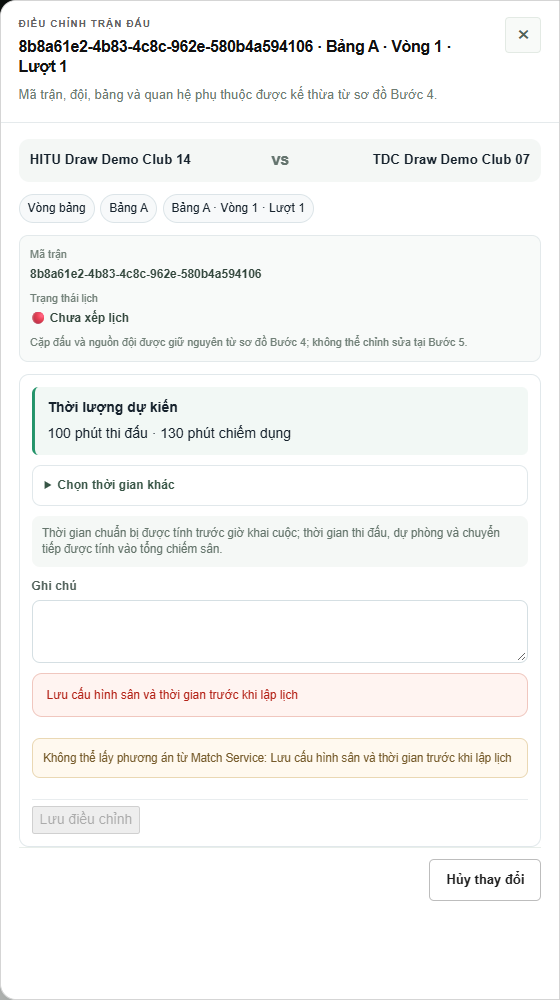 ĐIỀU CHỈNH TRẬN ĐẤU
8b8a61e2-4b83-4c8c-962e-580b4a594106 · Bảng A · Vòng 1 ·
Lượt 1
Mã trận, đội, bảng và quan hệ phụ thuộc được kế thừa từ sơ đồ Bước 4.
✕
HITU Draw Demo Club 14 vs TDC Draw Demo Club 07
Vòng bảng Bảng A Bảng A · Vòng 1 · Lượt 1
Mã trận
8b8a61e2-4b83-4c8c-962e-580b4a594106
Trạng thái lịch
Chưa xếp lịch
Cặp đấu và nguồn đội được giữ nguyên từ sơ đồ Bước 4; không thể chỉnh sửa tại Bước 5.
Thời lượng dự kiến
100 phút thi đấu · 130 phút chiếm dụng
Chọn thời gian khác
Thời gian chuẩn bị được tính trước giờ khai cuộc; thời gian thi đấu, dự phòng và chuyển
tiếp được tính vào tổng chiếm sân.
Ghi chú
Lưu cấu hình sân và thời gian trước khi lập lịch
Không thể lấy phương án từ Match Service: Lưu cấu hình sân và thời gian trước khi lập lịch
Lưu điều chỉnh
Hủy thay đổi